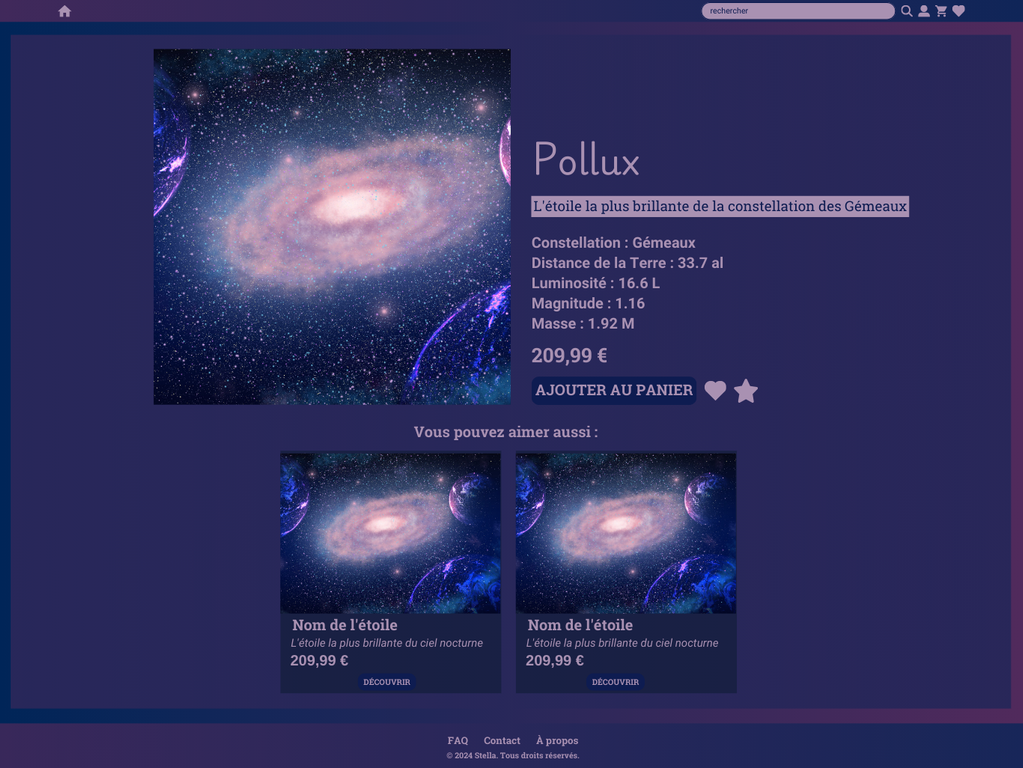 rechercher
Pollux
L'étoile la plus brillante de la constellation des Gémeaux
Constellation : Gémeaux
Distance de la Terre : 33.7 al
Luminosité : 16.6 L
Magnitude : 1.16
Masse : 1.92 M
209,99 €
AJOUTER AU PANIER
Vous pouvez aimer aussi :
Nom de l'étoile
L'étoile la plus brillante du ciel nocturne
209,99 €
DÉCOUVRIR
Nom de l'étoile
L'étoile la plus brillante du ciel nocturne
209,99 €
DÉCOUVRIR
FAQ Contact À propos
© 2024 Stella. Tous droits réservés.